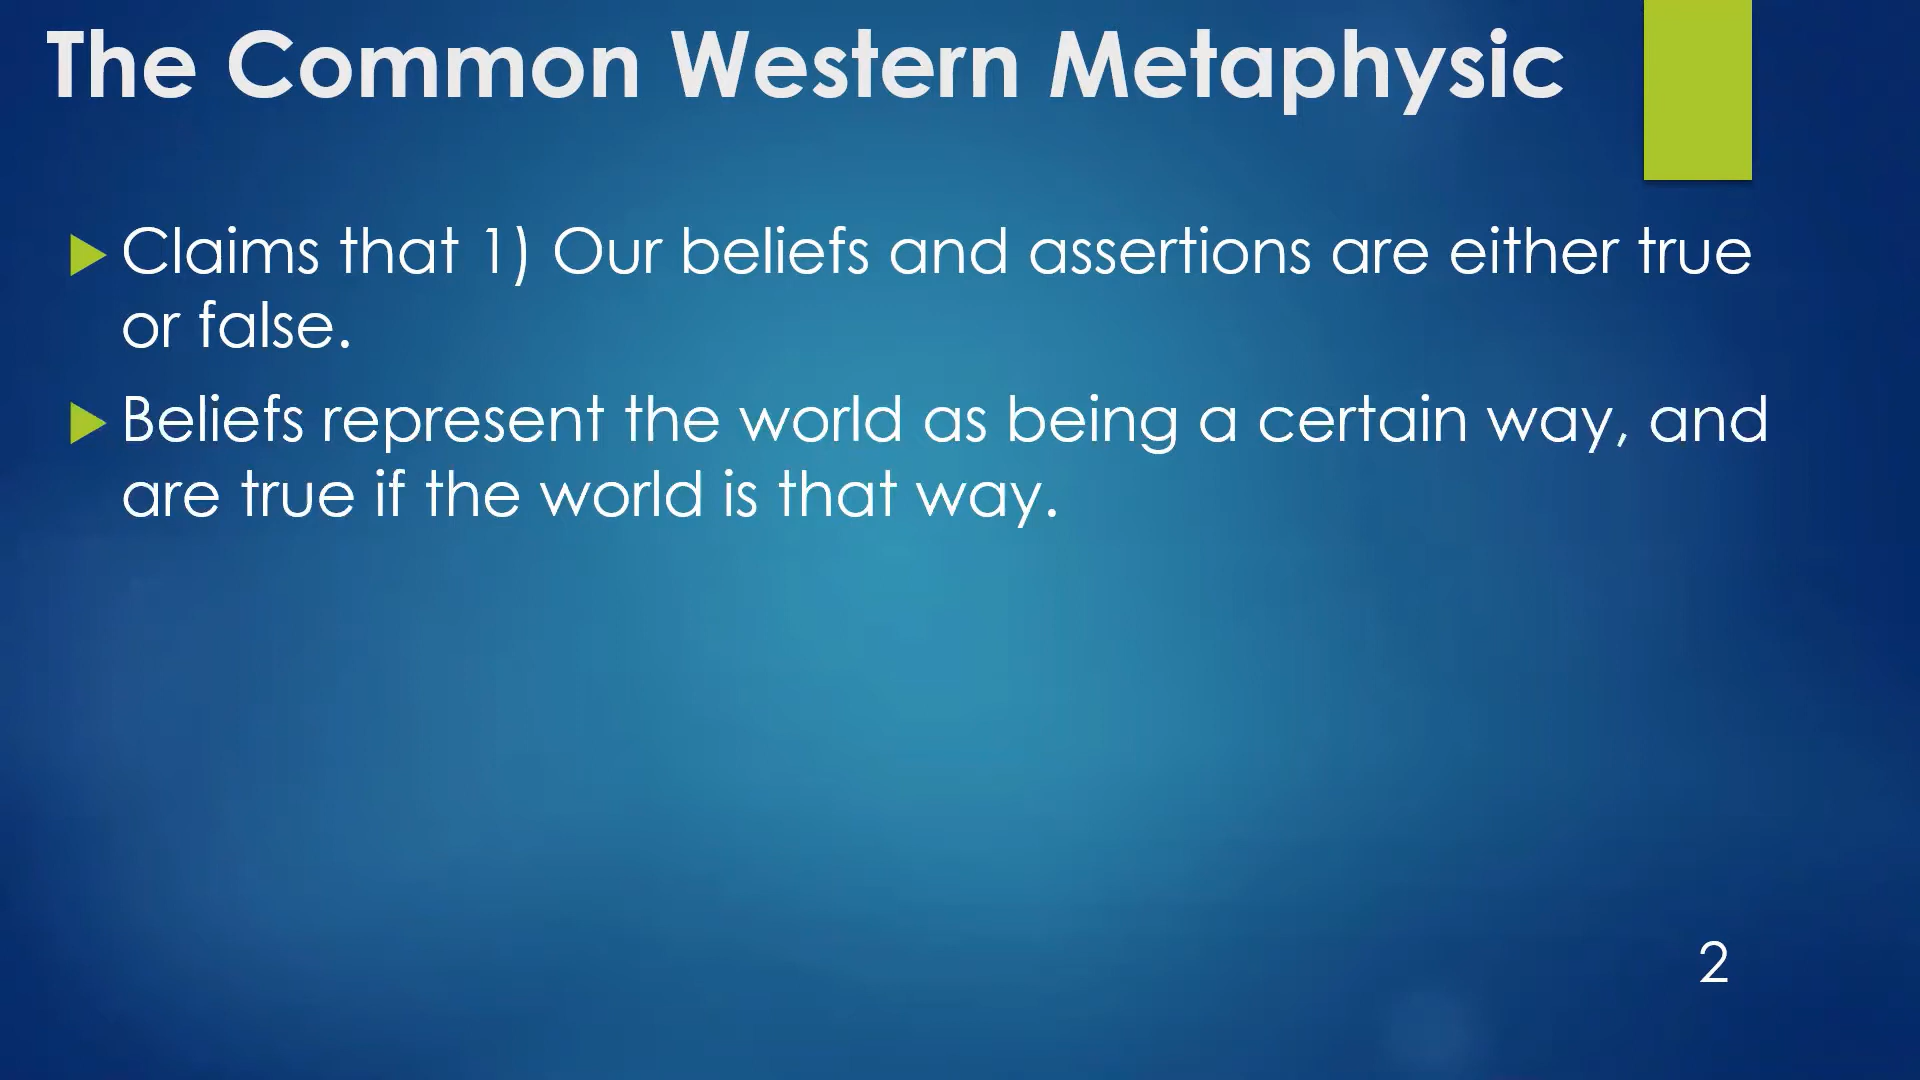 The Common Western Metaphysic
Claims that 1) Our beliefs and assertions are either true
or false.
Beliefs represent the world as being a certain way, and
are true if the world is that way.
2